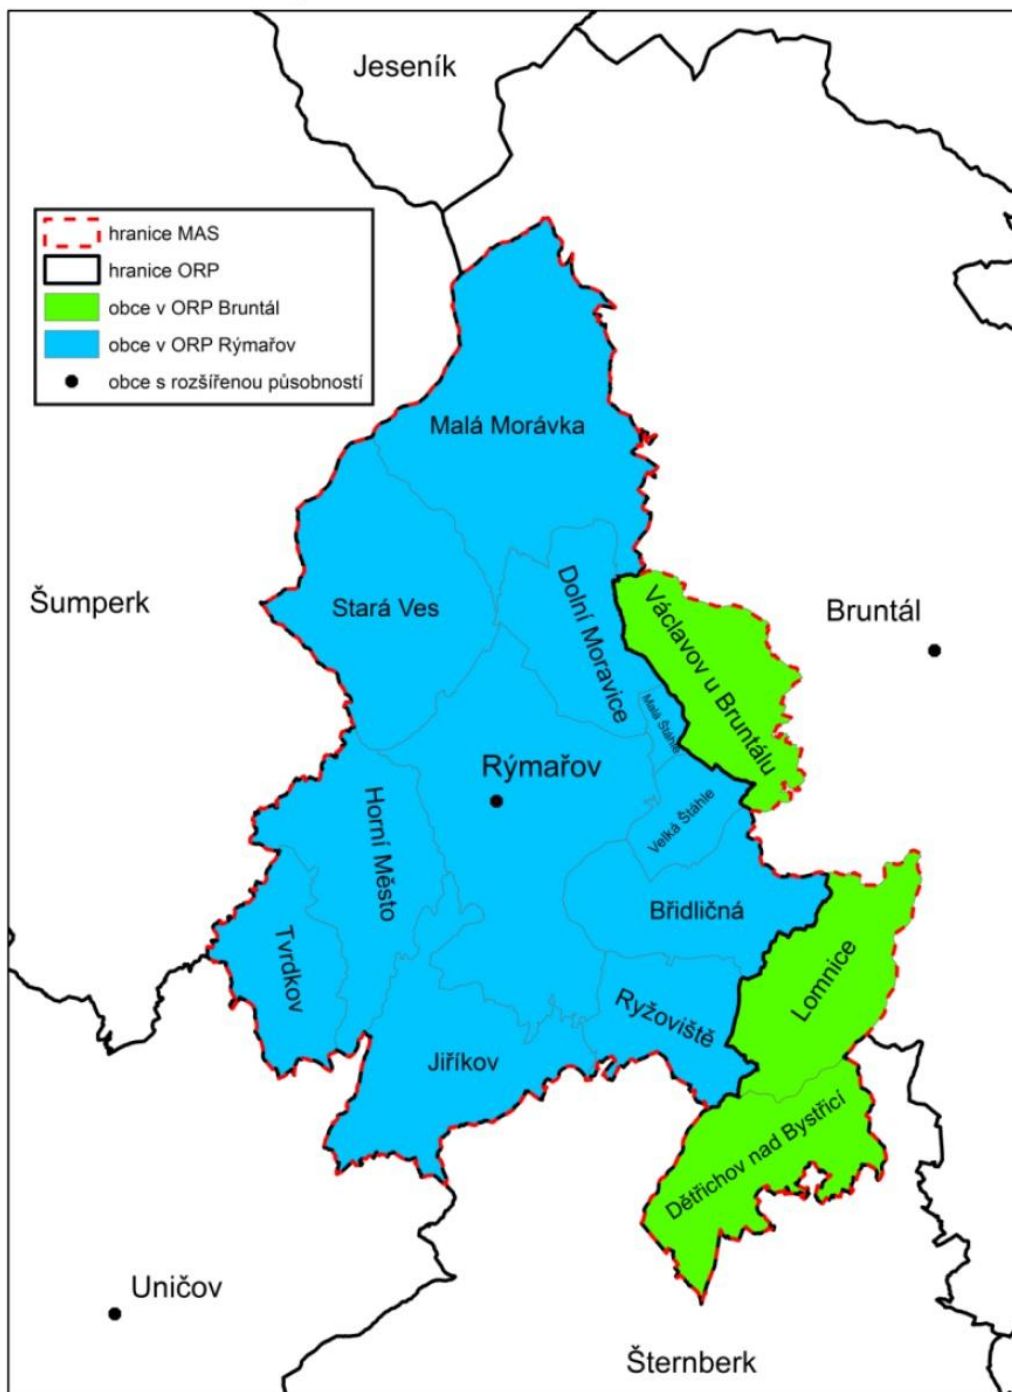 Jeseník
hranice MAS
hranice ORP
obce v ORP Bruntál
obce v ORP Rýmařov
obce s rozšířenou působností
Malá Morávka
Šumperk
Stará Ves
Dolní Moravice
Václavov u Bruntálu
Bruntál
Malá Štáhle
Rýmařov
Velká Štáhle
Horní Město
Břidličná
Tvrdkov
Lomnice
Ryžoviště
Jiříkov
Dětřichov nad Bystřicí
Uničov
Šternberk